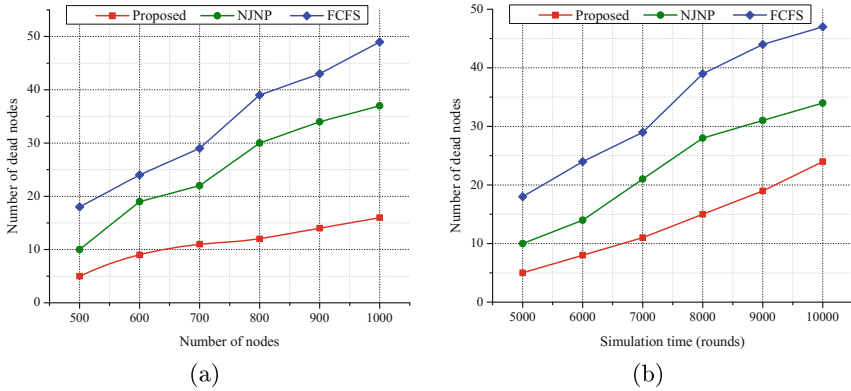 Proposed NJNP FCFS
Number of dead nodes
50
40
30
20
10
0
500 600 700 800 900 1000
Number of nodes
(a)
Proposed NJNP FCFS
Number of dead nodes
50
40
30
20
10
0
5000 6000 7000 8000 9000 10000
Simulation time (rounds)
(b)